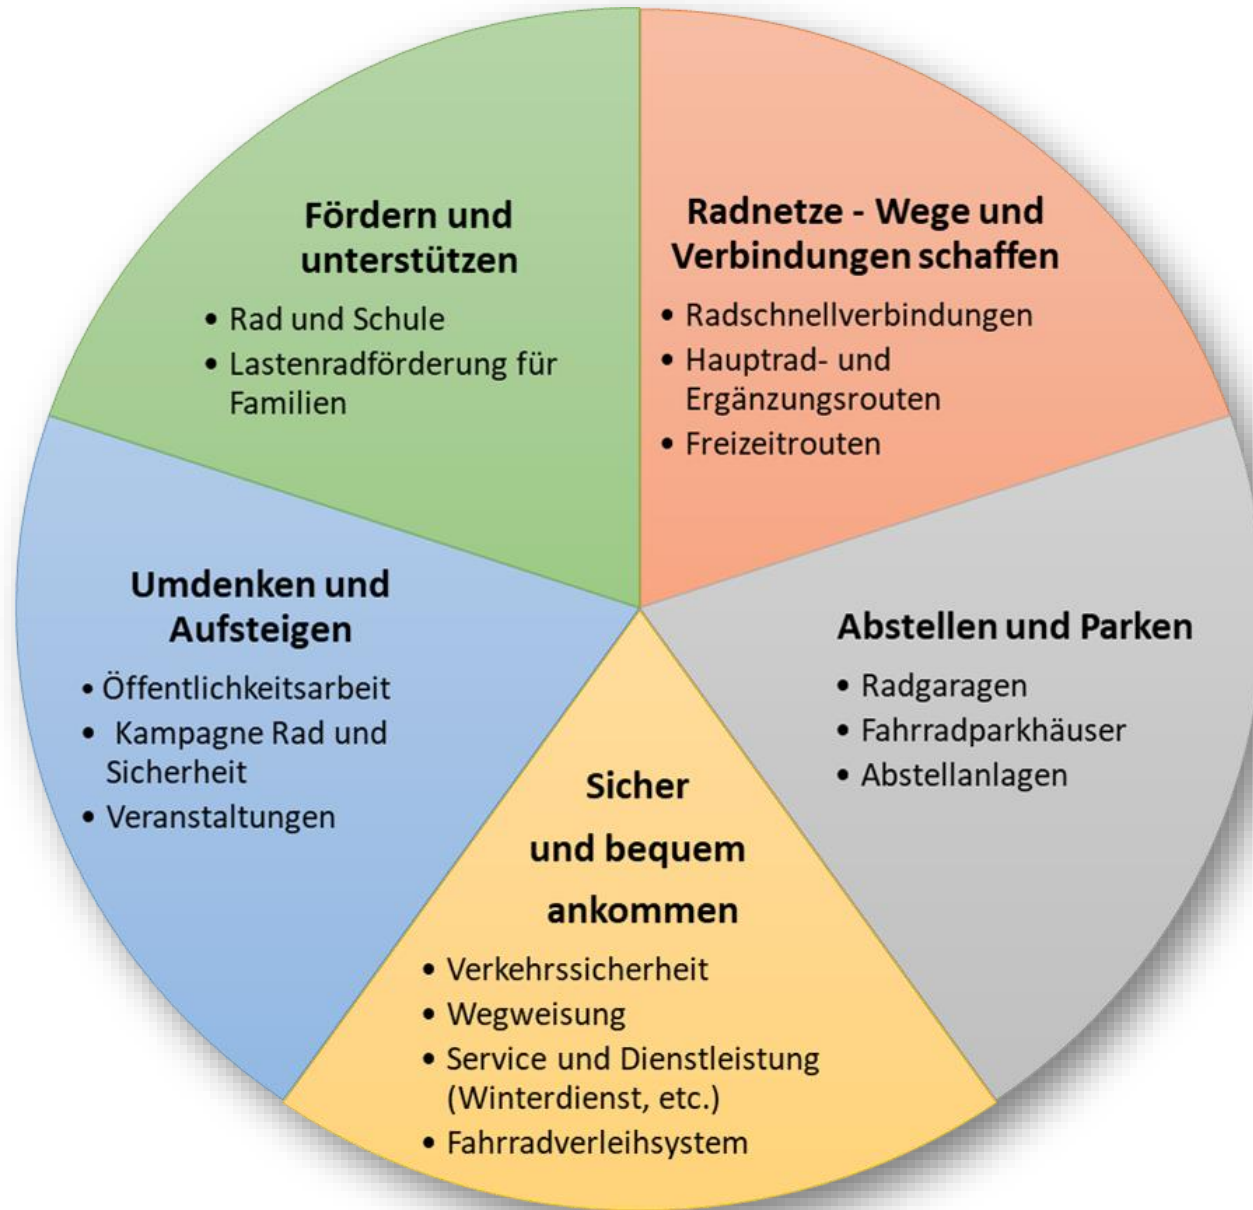 Fördern und
unterstützen
• Rad und Schule
• Lastenradförderung für
Familien
Radnetze - Wege und
Verbindungen schaffen
• Radschnellverbindungen
• Hauptrad- und
Ergänzungsrouten
• Freizeitrouten
Abstellen und Parken
• Radgaragen
• Fahrradparkhäuser
• Abstellanlagen
Sicher
und bequem
ankommen
• Verkehrssicherheit
• Wegweisung
• Service und Dienstleistung
(Winterdienst, etc.)
• Fahrradverleihsystem
Umdenken und
Aufsteigen
• Öffentlichkeitsarbeit
• Kampagne Rad und
Sicherheit
• Veranstaltungen